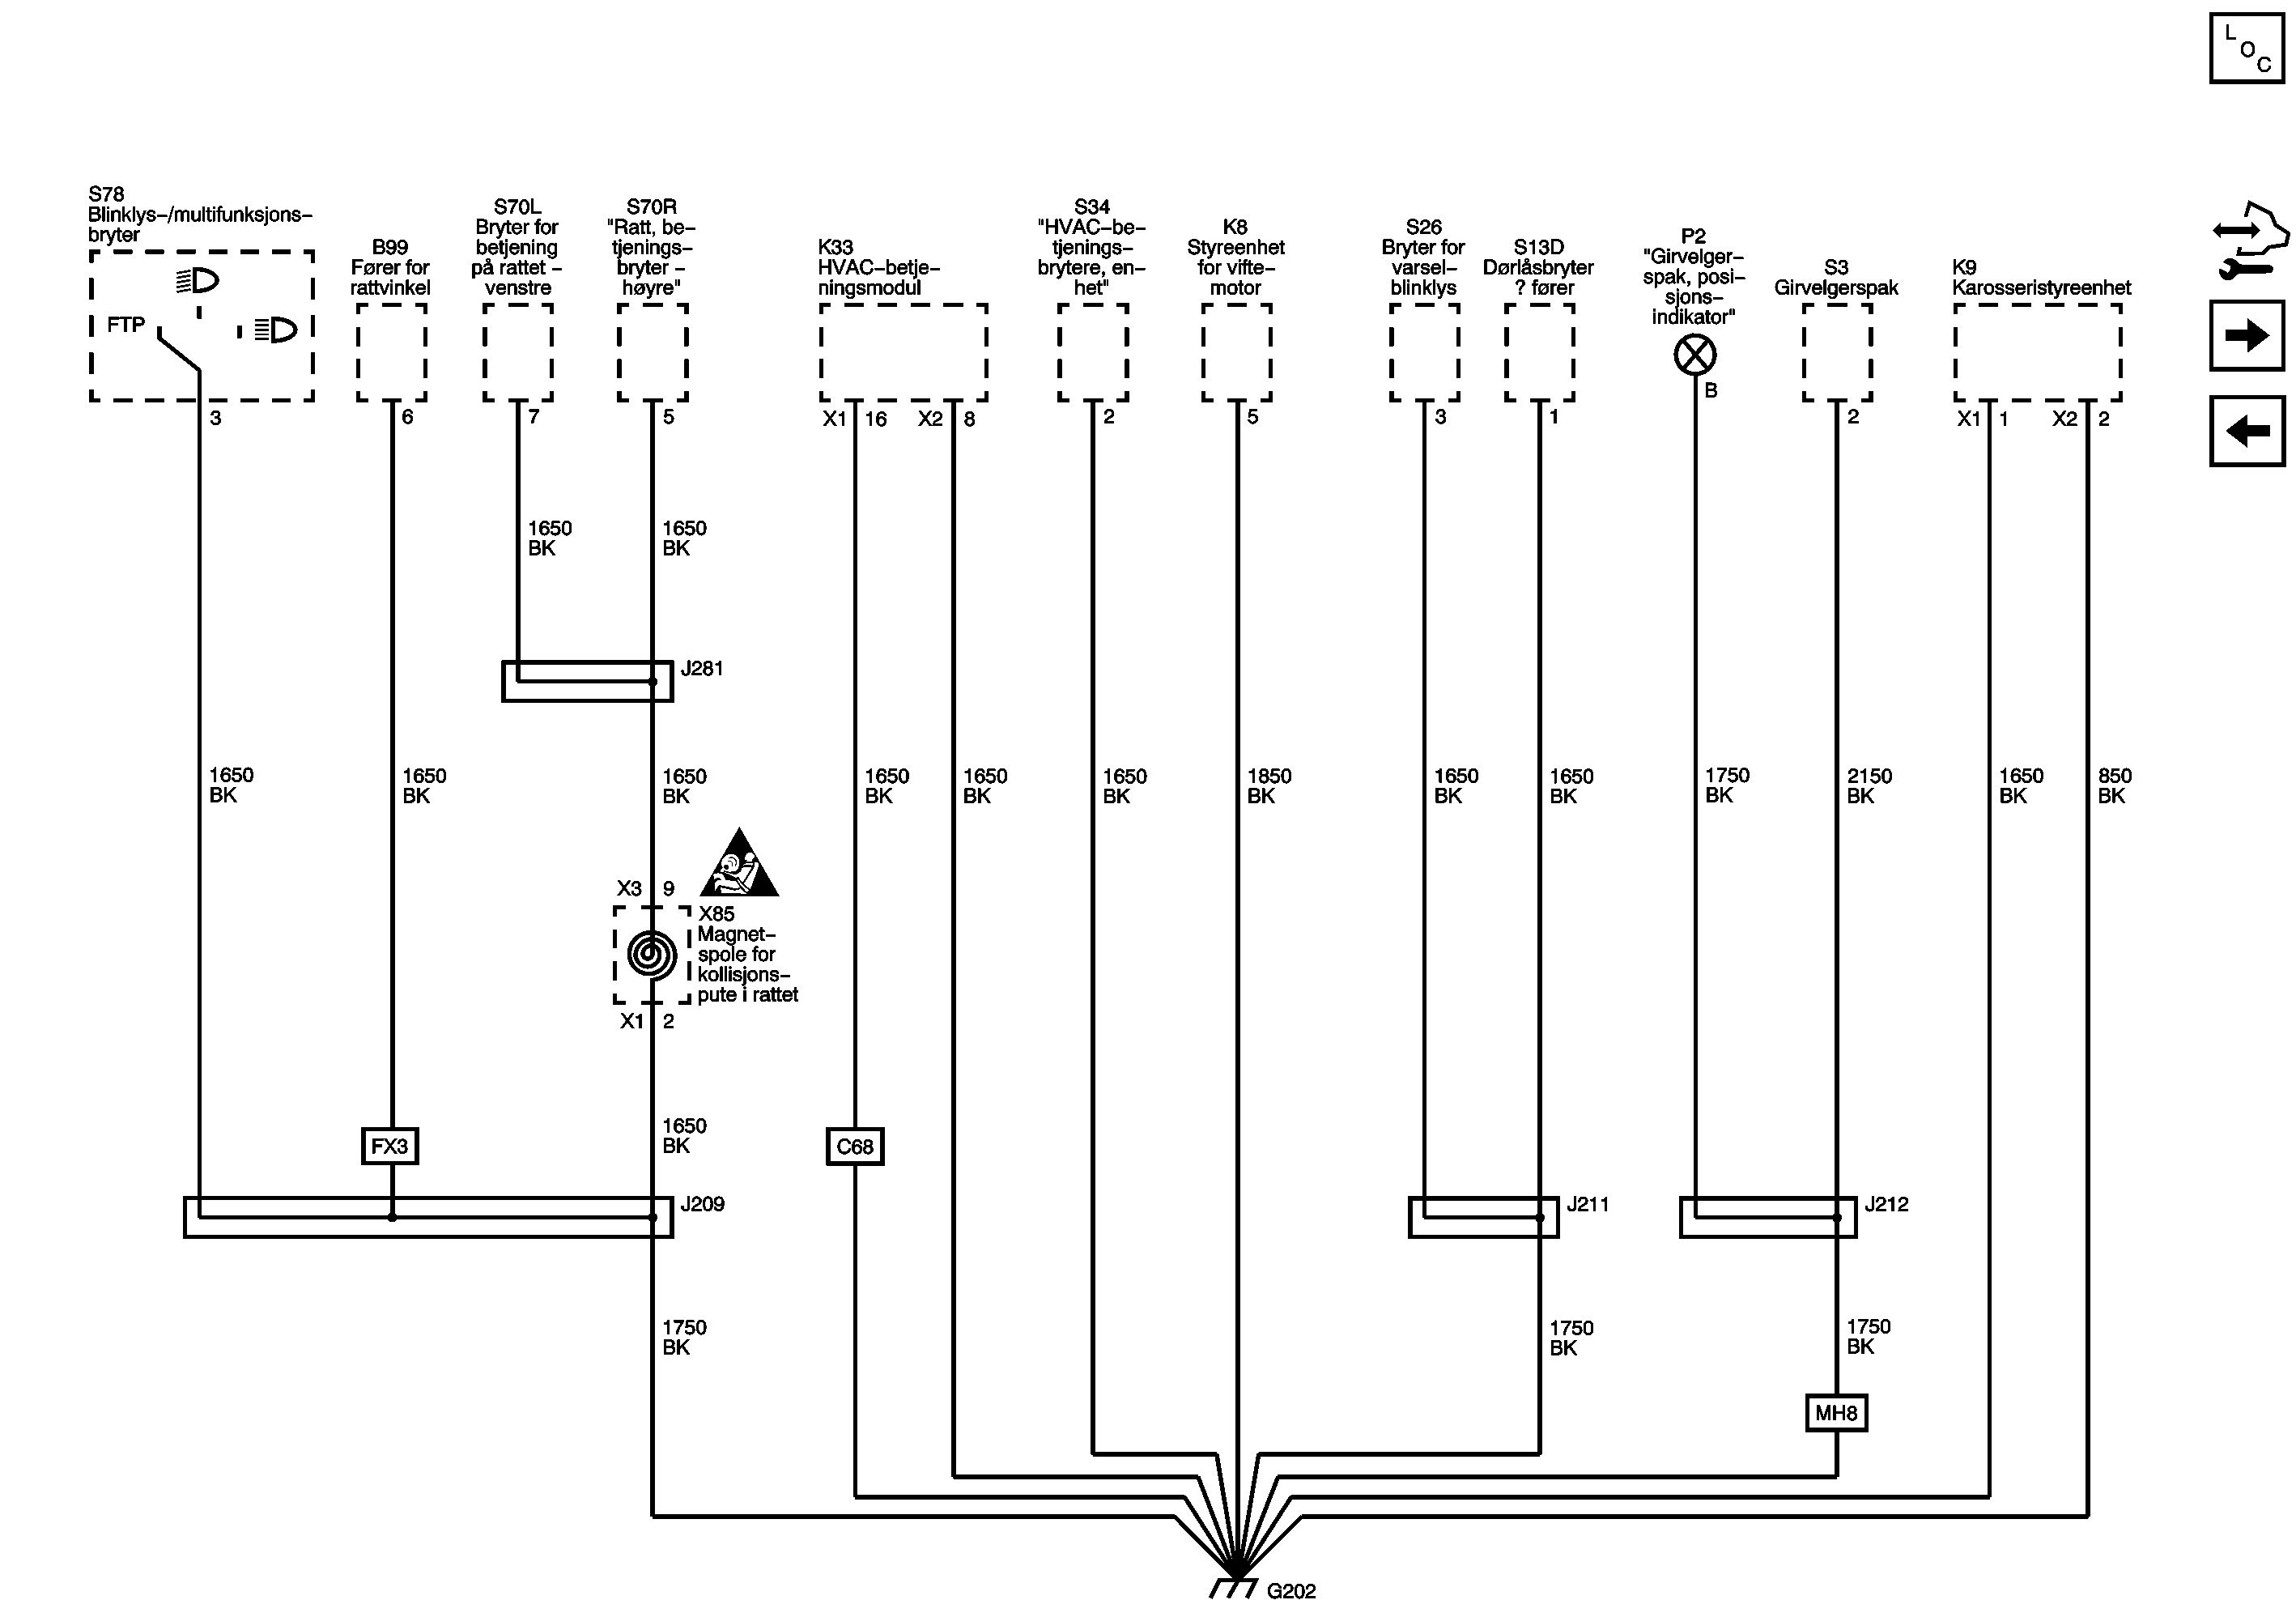 L
O
C
S78
Blinklys-/multifunksjons-
bryter
FTP
3
B99
Fører for
rattvinkel
6
S70L
Bryter for
betjening
på rattet -
venstre
7
S70R
"Ratt, be-
tjenings-
bryter -
høyre"
5
K33
HVAC-betje-
ningsmodul
X1 16
X2 8
S34
"HVAC-be-
tjenings-
brytere, en-
het"
2
K8
Styreenhet
for vifte-
motor
5
S26
Bryter for
varsel-
blinklys
3
S13D
Dørlåsbryter
? fører
1
P2
"Girvelger-
spak, posi-
sjons-
indikator"
B
S3
Girvelgerspak
2
K9
Karosseristyreenhet
X1 1
X2 2
1650
BK
1650
BK
J281
1650
BK
1650
BK
1650
BK
1650
BK
1650
BK
1650
BK
1850
BK
1650
BK
1650
BK
1750
BK
2150
BK
1650
BK
850
BK
X3 9
X85
Magnet-
spole for
kollisjons-
pute i rattet
X1 2
1650
BK
FX3
C68
J209
J211
J212
1750
BK
1750
BK
1750
BK
MH8
G202